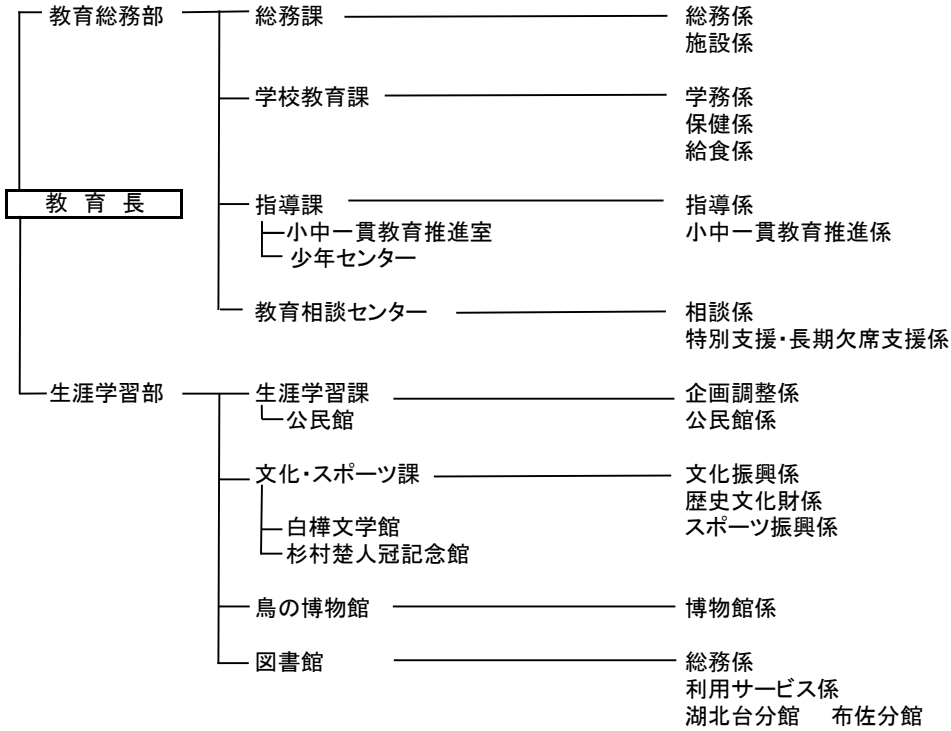 教育総務部 総務課 総務係
施設係
学校教育課 学務係
保健係
給食係
教 育 長
指導課 指導係
小中一貫教育推進室 小中一貫教育推進係
少年センター
教育相談センター 相談係
特別支援・長期欠席支援係
生涯学習部 生涯学習課 企画調整係
公民館 公民館係
文化・スポーツ課 文化振興係
歴史文化財係
白樺文学館 スポーツ振興係
杉村楚人冠記念館
鳥の博物館 博物館係
図書館 総務係
利用サービス係
湖北台分館 布佐分館